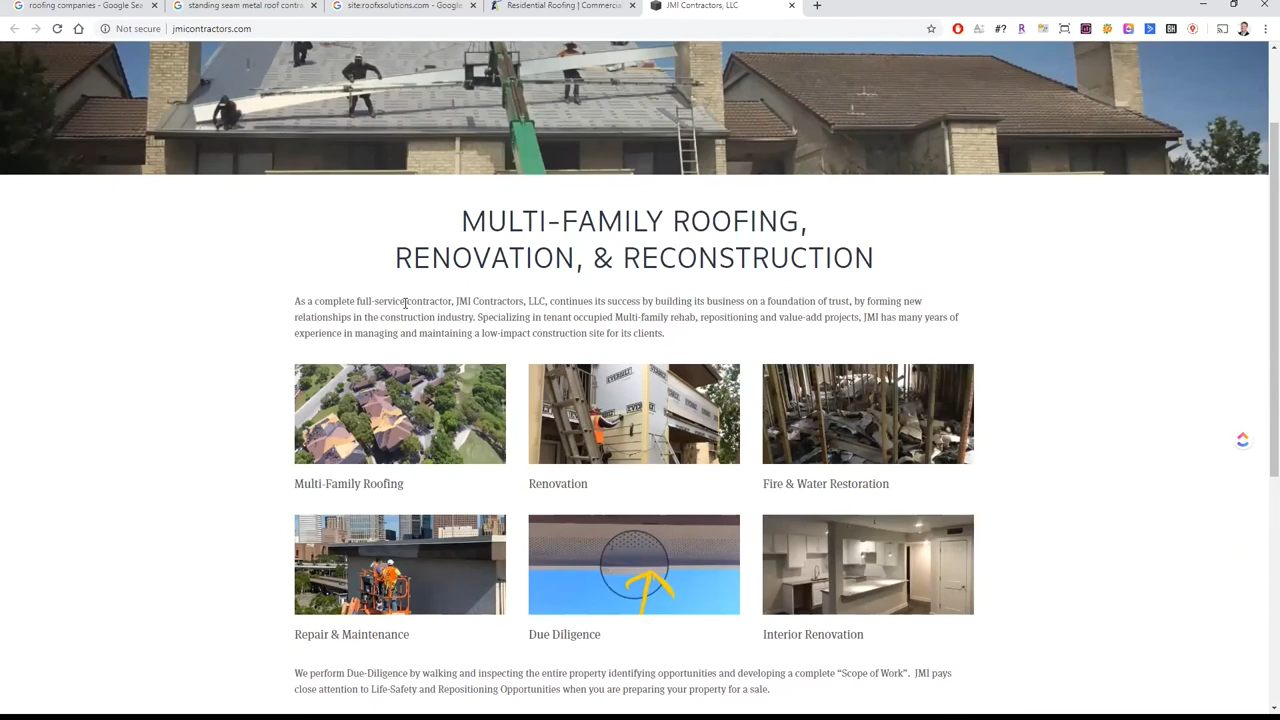 roofing companies - Google Sea
standing seam metal roof contra
site:roofxsolutions.com - Google
Residential Roofing | Commercial
JMI Contractors, LLC
Not secure
jmicontractors.com
#?
R
MULTI-FAMILY ROOFING,
RENOVATION, & RECONSTRUCTION
As a complete full-service contractor, JMI Contractors, LLC, continues its success by building its business on a foundation of trust, by forming new
relationships in the construction industry. Specializing in tenant occupied Multi-family rehab, repositioning and value-add projects, JMI has many years of
experience in managing and maintaining a low-impact construction site for its clients.
Multi-Family Roofing
Renovation
Fire & Water Restoration
Repair & Maintenance
Due Diligence
Interior Renovation
We perform Due-Diligence by walking and inspecting the entire property identifying opportunities and developing a complete “Scope of Work”. JMI pays
close attention to Life-Safety and Repositioning Opportunities when you are preparing your property for a sale.